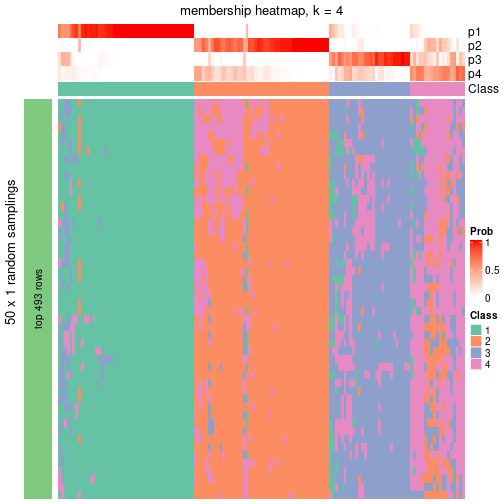 membership heatmap, k = 4
p1
p2
p3
p4
Class
50 x 1 random samplings
top 493 rows
Prob
1
0.5
0
Class
1
2
3
4